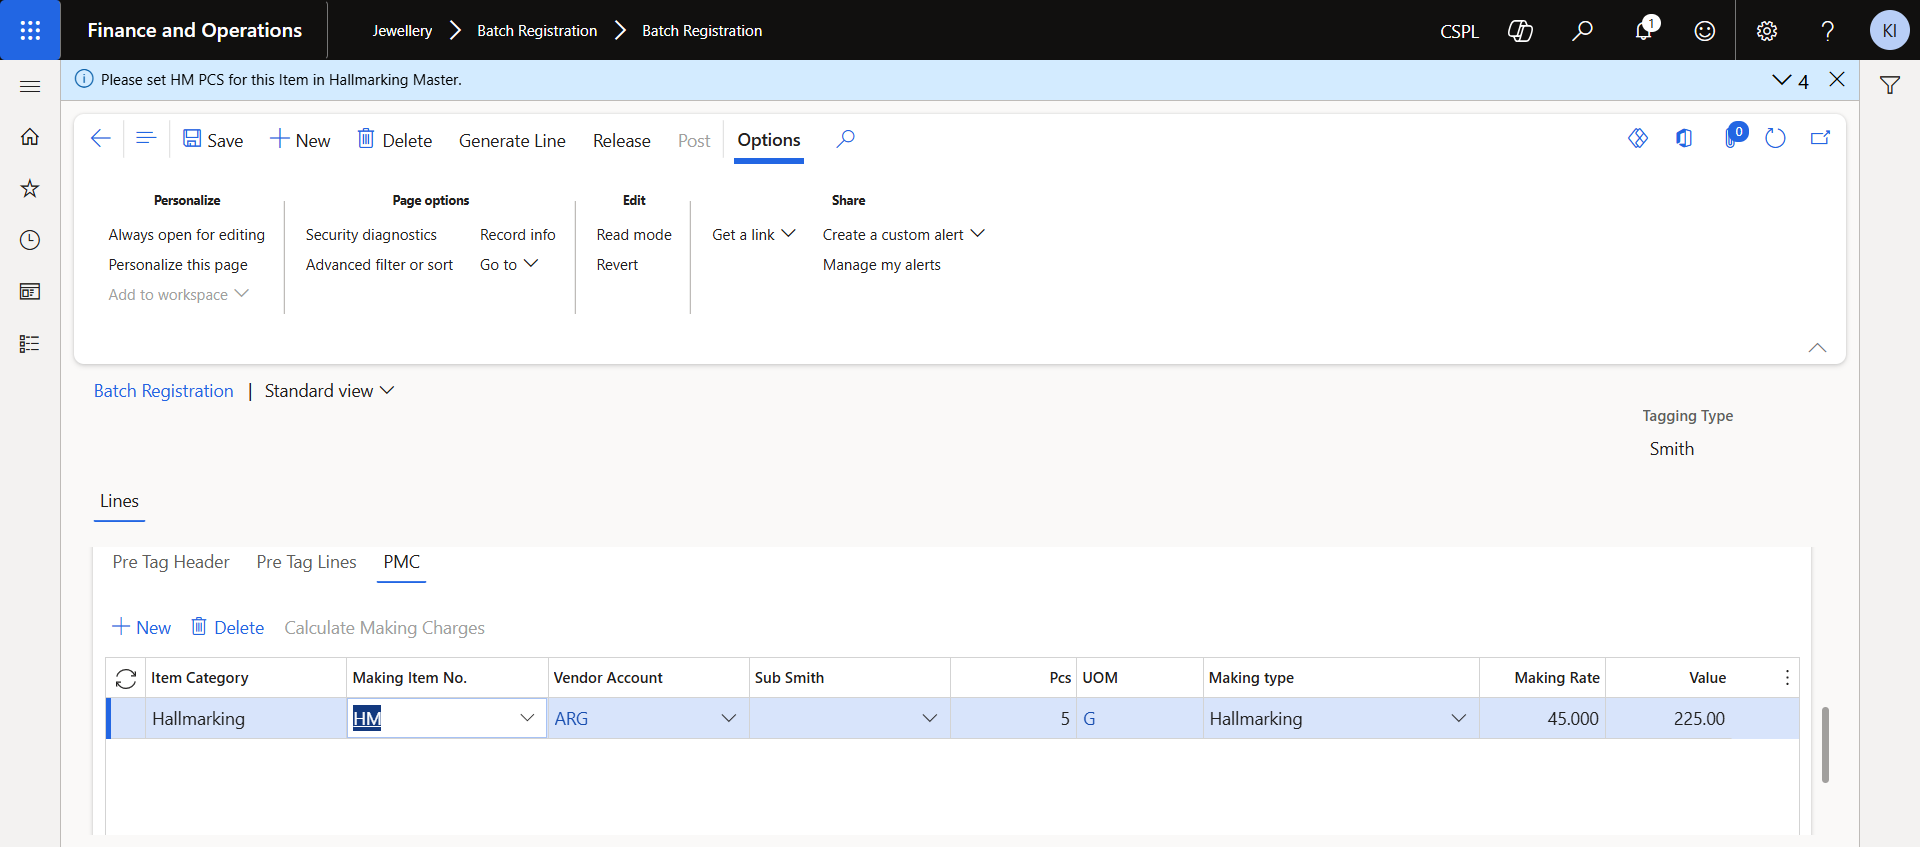 Finance and Operations
Jewellery Batch Registration Batch Registration
CSPL 1 KI
Please set HM PCS for this Item in Hallmarking Master. 4
Save New Delete Generate Line Release Post Options 0
Personalize Page options Edit Share
Always open for editing Security diagnostics Record info Read mode Get a link Create a custom alert
Personalize this page Advanced filter or sort Go to Revert Manage my alerts
Add to workspace
Batch Registration | Standard view
Tagging Type
Smith
Lines
Pre Tag Header Pre Tag Lines PMC
New Delete Calculate Making Charges
Item Category Making Item No. Vendor Account Sub Smith Pcs UOM Making type Making Rate Value
Hallmarking HM ARG 5 G Hallmarking 45.000 225.00